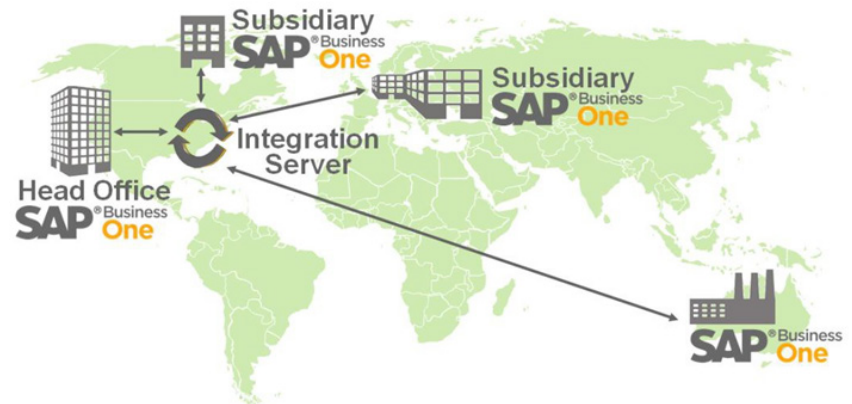 Subsidiary
SAP® Business
One
Subsidiary
SAP® Business
One
Integration
Server
Head Office
SAP® Business
One
SAP® Business
One